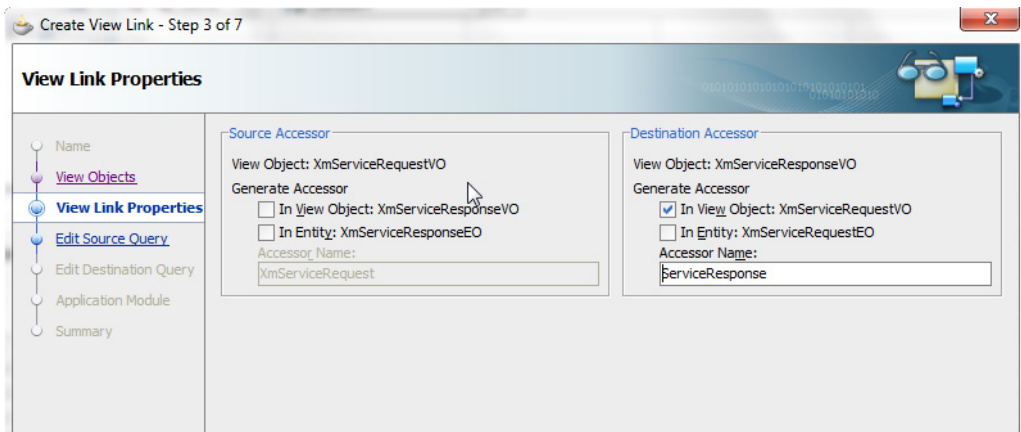 Create View Link - Step 3 of 7
View Link Properties
Name
View Objects
View Link Properties
Edit Source Query
Edit Destination Query
Application Module
Summary
Source Accessor
View Object: XmServiceRequestVO
Generate Accessor
In View Object: XmServiceResponseVO
In Entity: XmServiceResponseEO
Accessor Name:
XmServiceRequest
Destination Accessor
View Object: XmServiceResponseVO
Generate Accessor
In View Object: XmServiceRequestVO
In Entity: XmServiceRequestEO
Accessor Name:
ServiceResponse